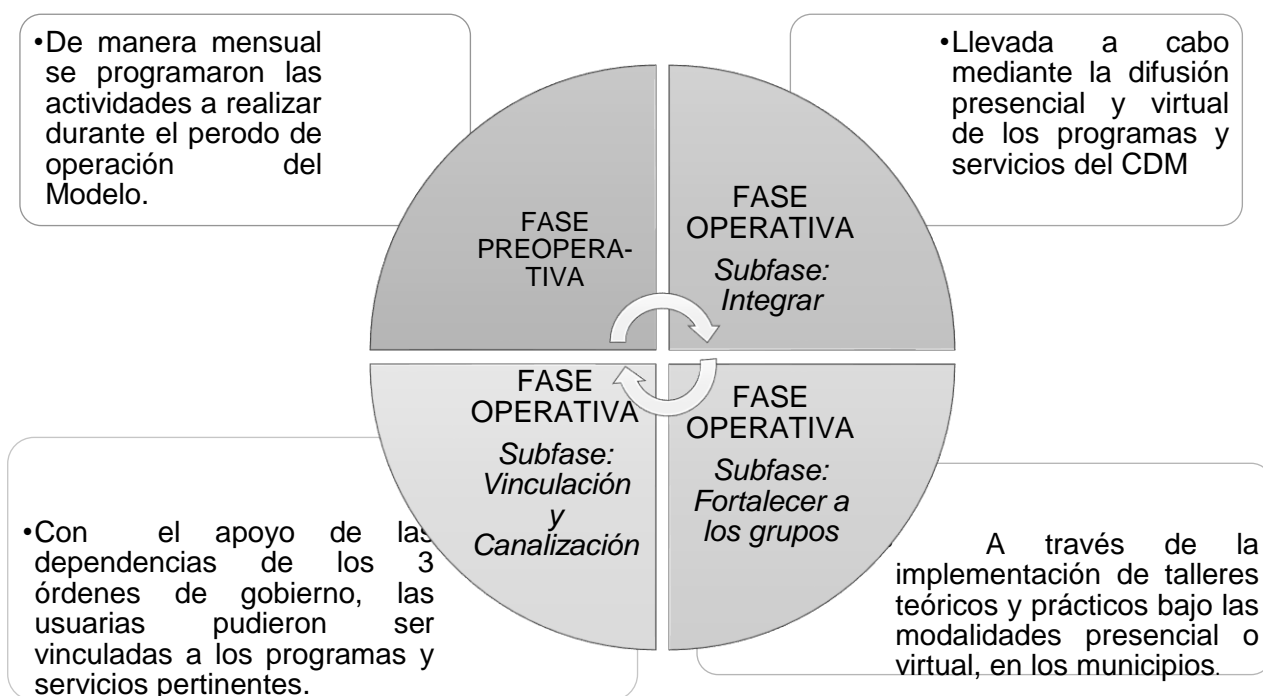 •De manera mensual
se programaron las
actividades a realizar
durante el perodo de
operación del
Modelo.
FASE
PREOPERA-
TIVA
•Llevada a cabo
mediante la difusión
presencial y virtual
de los programas y
servicios del CDM
FASE
OPERATIVA
Subfase:
Integrar
FASE
OPERATIVA
Subfase:
Vinculación
y
Canalización
•Con el apoyo de las
dependencias de los 3
órdenes de gobierno, las
usuarias pudieron ser
vinculadas a los programas y
servicios pertinentes.
FASE
OPERATIVA
Subfase:
Fortalecer a
los grupos
A través de la
implementación de talleres
teóricos y prácticos bajo las
modalidades presencial o
virtual, en los municipios.